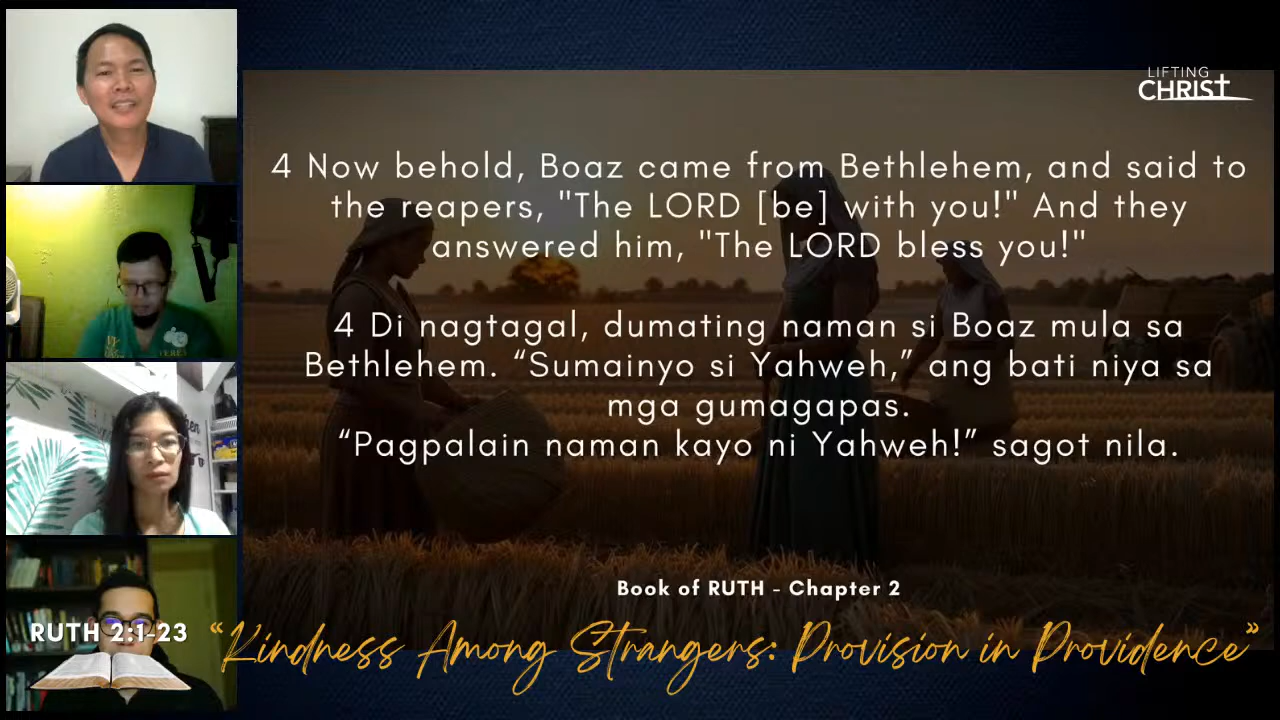 LIFTING
CHRIST
4 Now behold, Boaz came from Bethlehem, and said to
the reapers, "The LORD [be] with you!" And they
answered him, "The LORD bless you!"
4 Di nagtagal, dumating naman si Boaz mula sa
Bethlehem. “Sumainyo si Yahweh,” ang bati niya sa
mga gumagapas.
“Pagpalain naman kayo ni Yahweh!” sagot nila.
Book of RUTH - Chapter 2
RUTH 2:1-23
“Kindness Among Strangers: Provision in Providence”